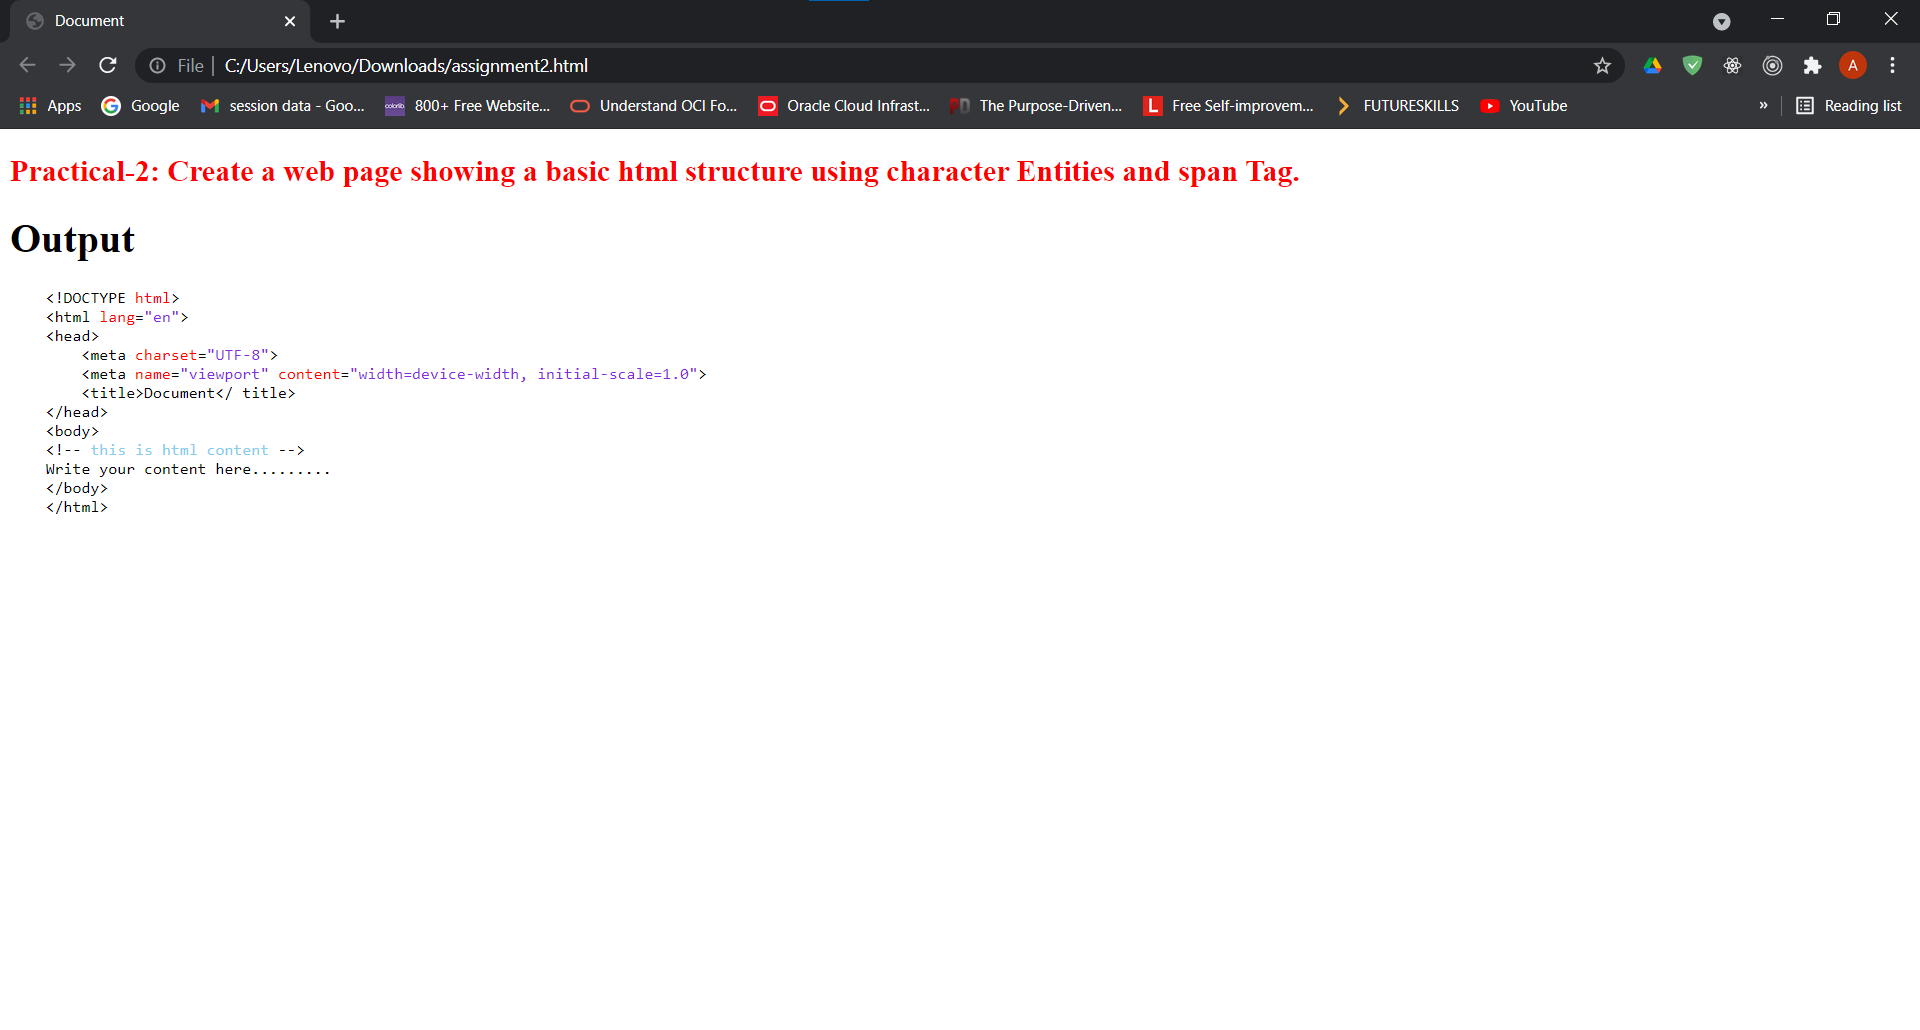 Document
File | C:/Users/Lenovo/Downloads/assignment2.html
A
Apps Google session data - Goo... colorlib 800+ Free Website... Understand OCI Fo... Oracle Cloud Infrast... The Purpose-Driven... L Free Self-improvem... FUTURESKILLS YouTube » Reading list
Practical-2: Create a web page showing a basic html structure using character Entities and span Tag.
Output
<!DOCTYPE html>
<html lang="en">
<head>
    <meta charset="UTF-8">
    <meta name="viewport" content="width=device-width, initial-scale=1.0">
    <title>Document</ title>
</head>
<body>
<!-- this is html content -->
Write your content here.........
</body>
</html>